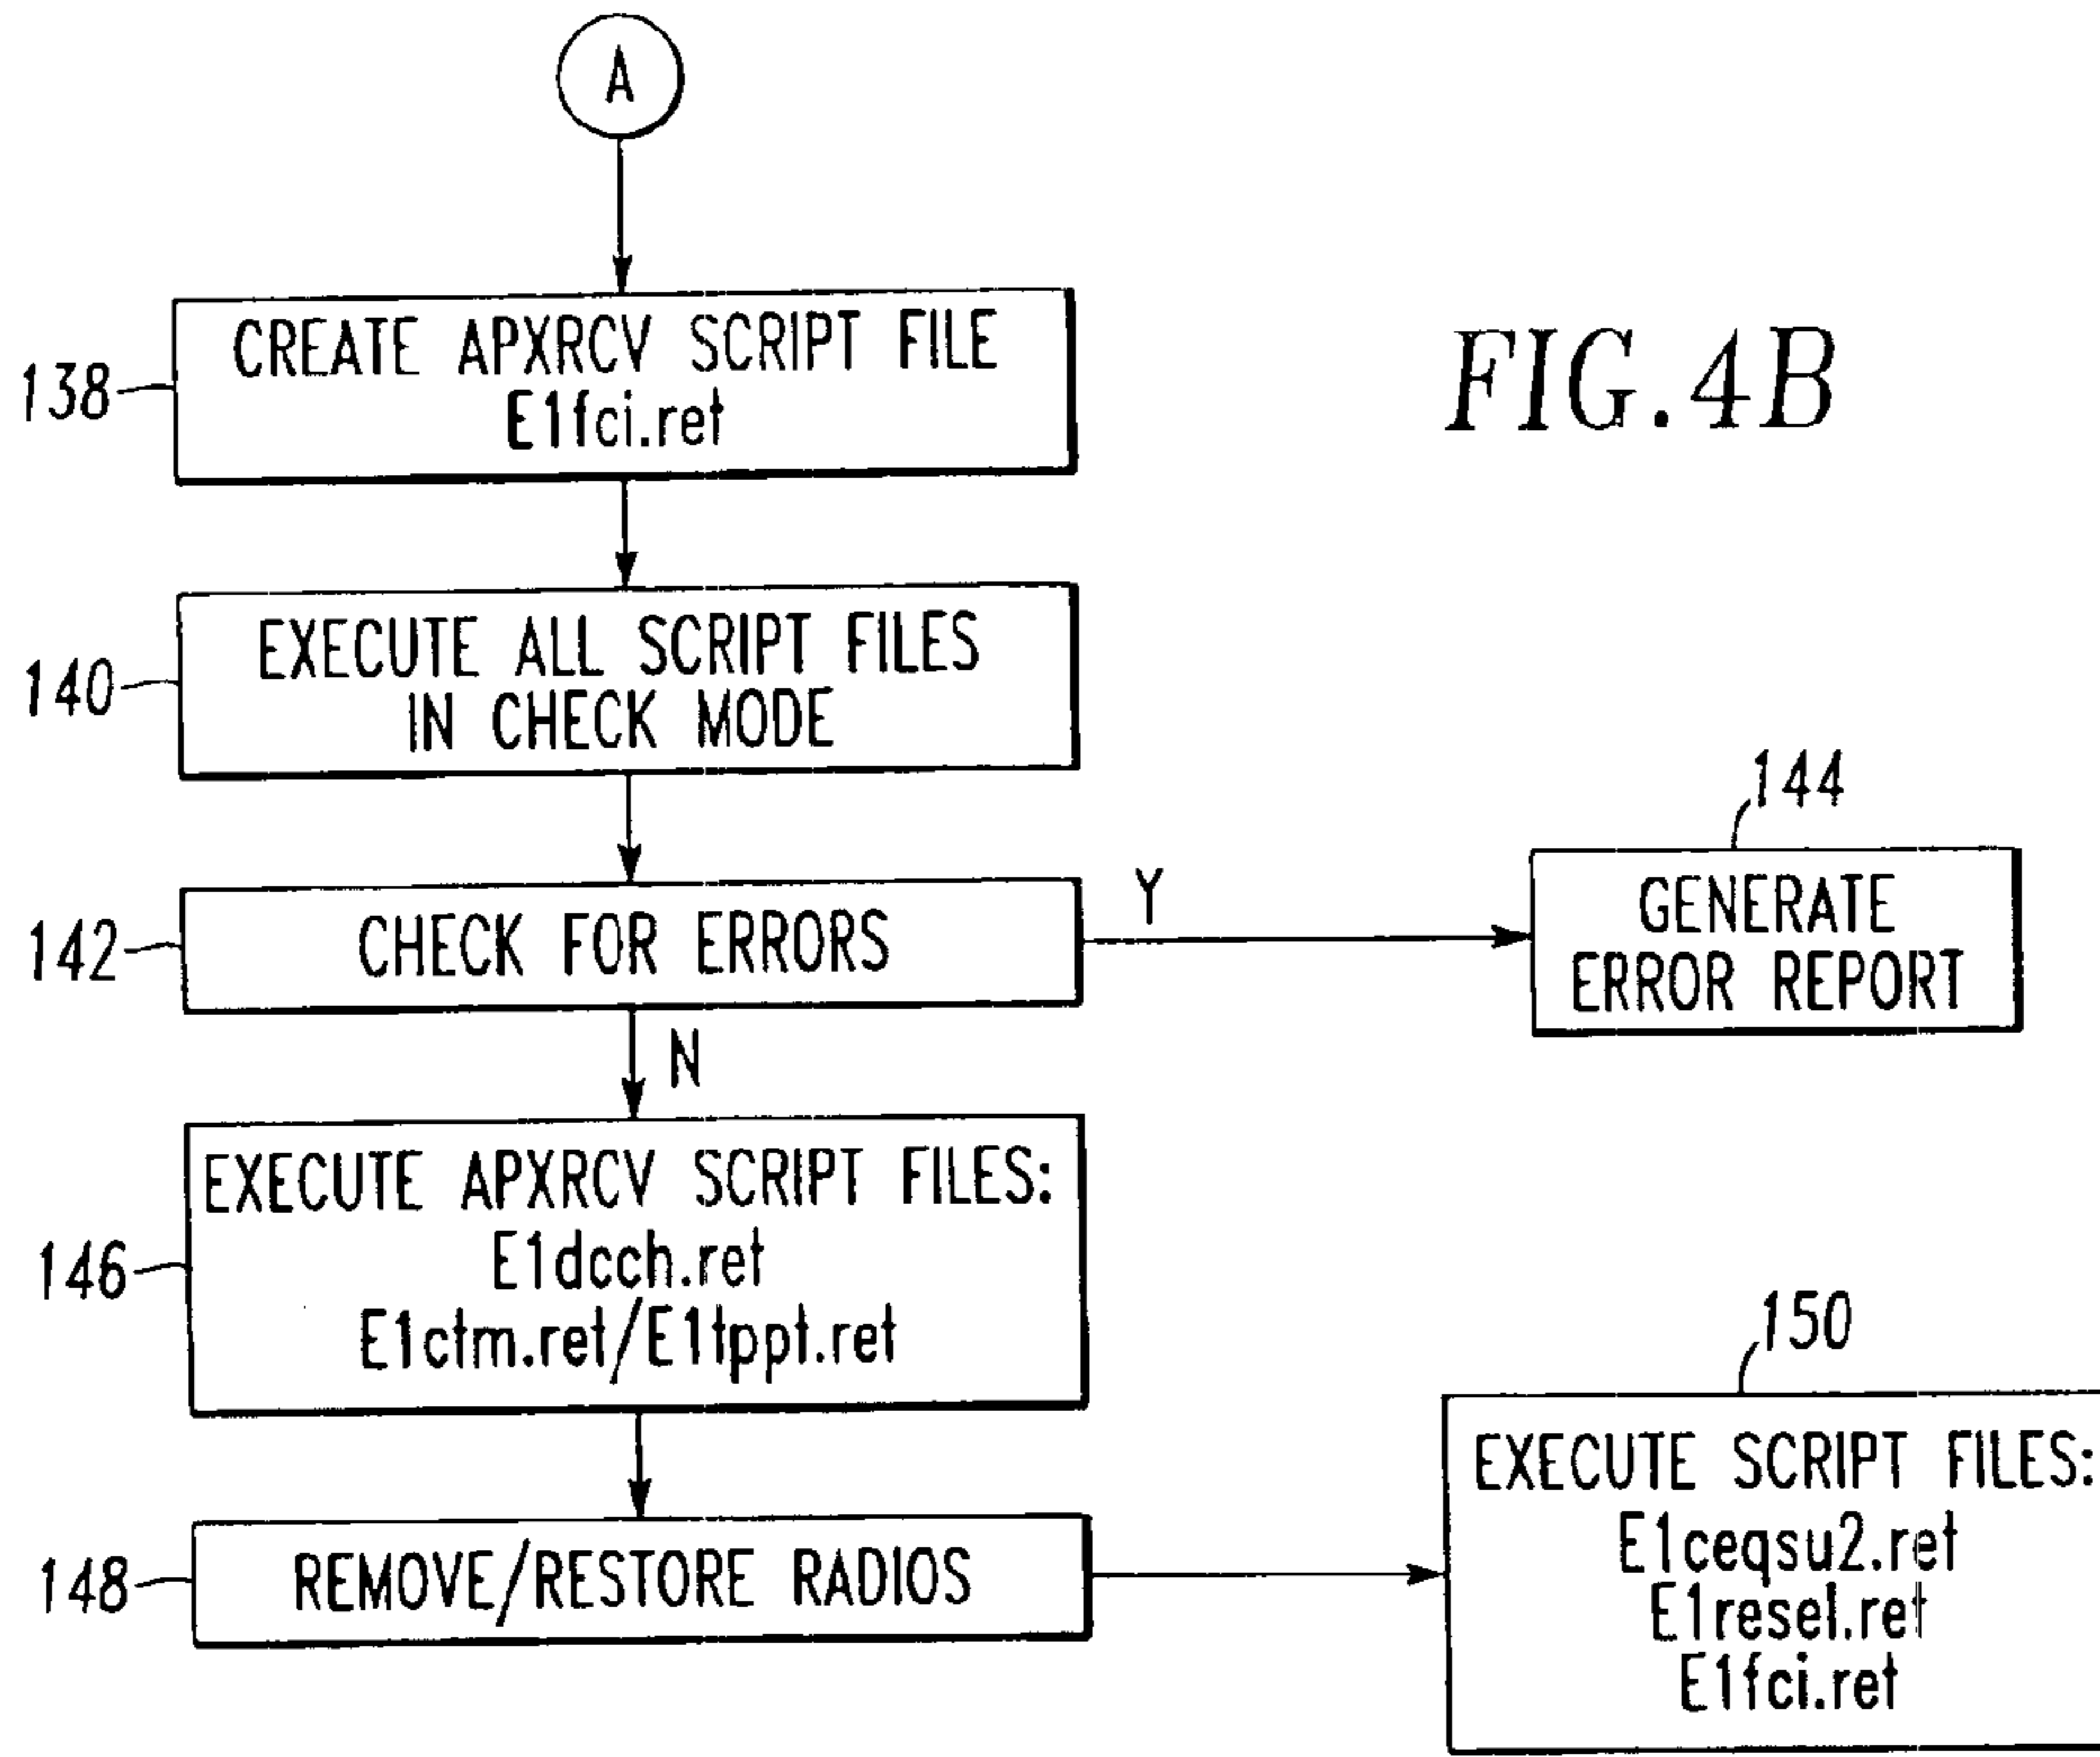 A
CREATE APXRCV SCRIPT FILE
E1fci.ret
138
FIG. 4B
EXECUTE ALL SCRIPT FILES
IN CHECK MODE
140
CHECK FOR ERRORS
142
Y
144
GENERATE
ERROR REPORT
N
EXECUTE APXRCV SCRIPT FILES:
E1dcch.ret
E1ctm.ret/E1tppt.ret
146
REMOVE/RESTORE RADIOS
148
150
EXECUTE SCRIPT FILES:
E1ceqsu2.ret
E1resel.ret
E1fci.ret